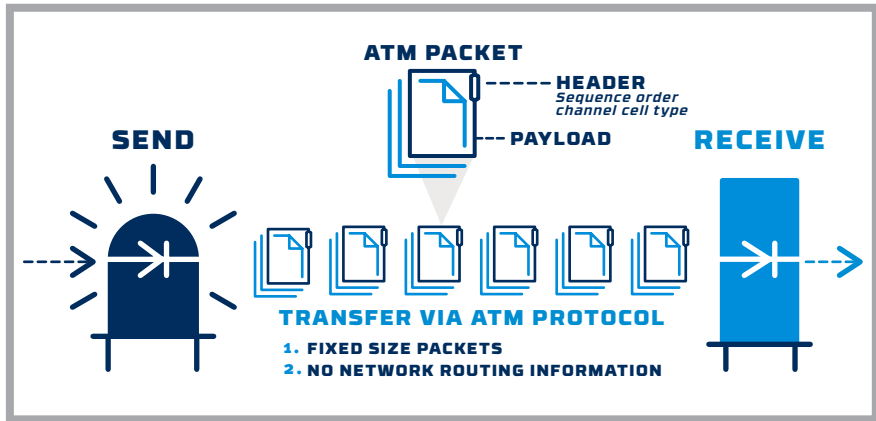 ATM PACKET
HEADER
Sequence order
channel cell type
PAYLOAD
SEND
RECEIVE
TRANSFER VIA ATM PROTOCOL
1. FIXED SIZE PACKETS
2. NO NETWORK ROUTING INFORMATION